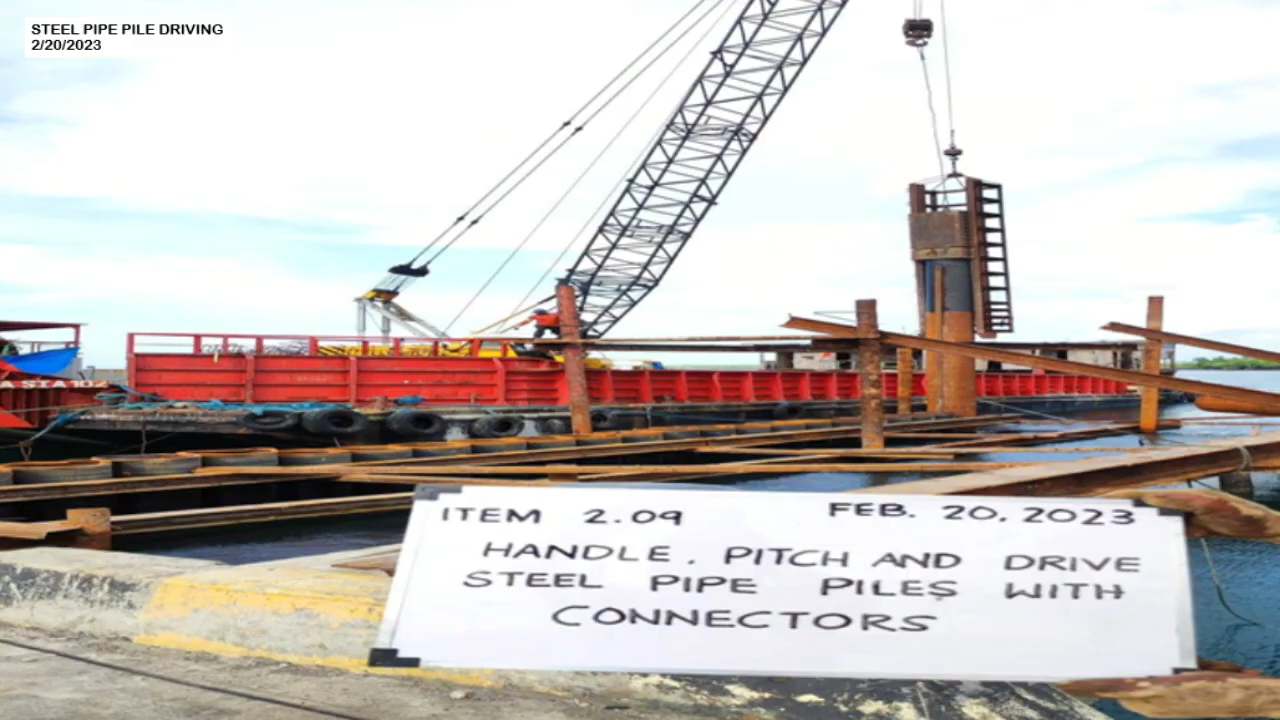 STEEL PIPE PILE DRIVING
2/20/2023
ITEM 2.09 FEB. 20, 2023
HANDLE, PITCH AND DRIVE
STEEL PIPE PILES WITH
CONNECTORS